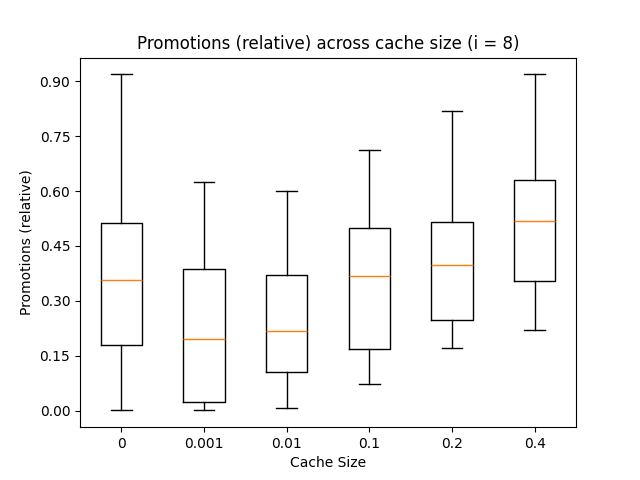 Promotions (relative) across cache size (i = 8)
Promotions (relative)
0.90
0.75
0.60
0.45
0.30
0.15
0.00
0 0.001 0.01 0.1 0.2 0.4
Cache Size